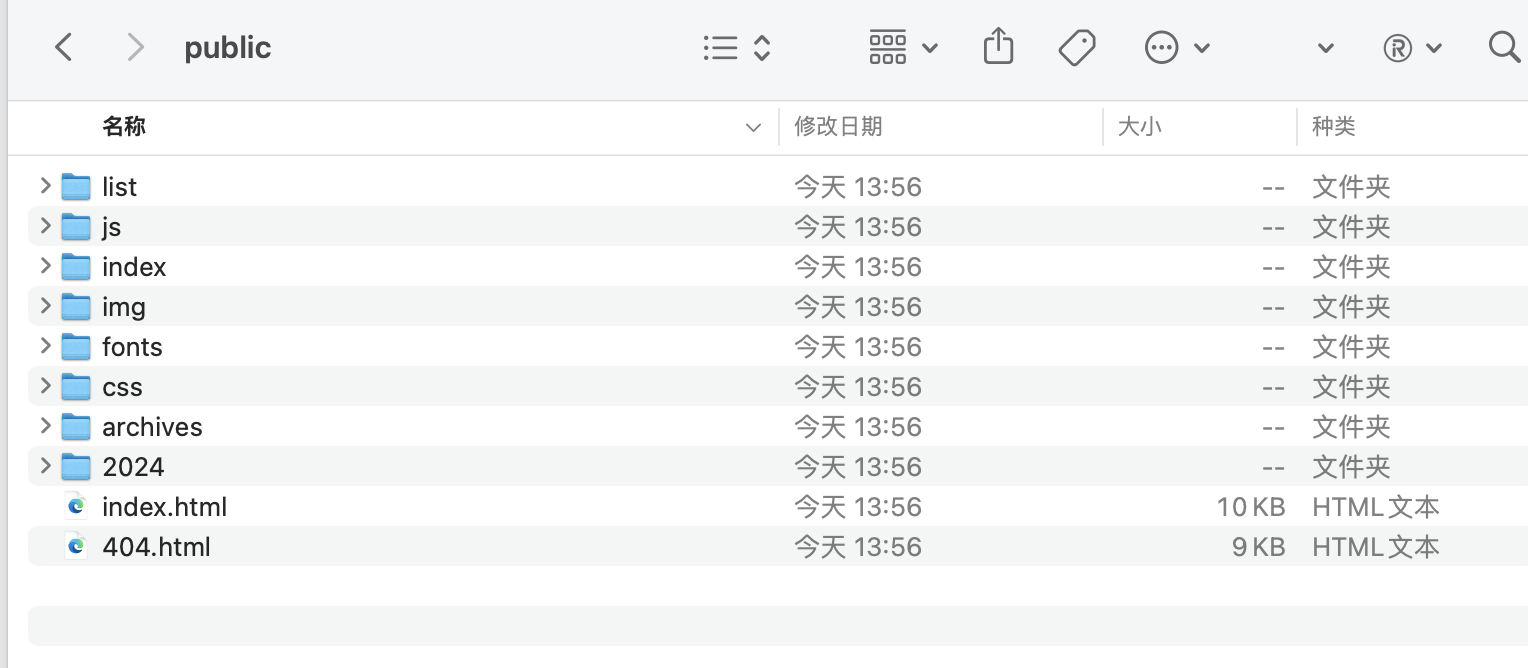 public
名称 修改日期 大小 种类
list 今天 13:56 -- 文件夹
js 今天 13:56 -- 文件夹
index 今天 13:56 -- 文件夹
img 今天 13:56 -- 文件夹
fonts 今天 13:56 -- 文件夹
css 今天 13:56 -- 文件夹
archives 今天 13:56 -- 文件夹
2024 今天 13:56 -- 文件夹
index.html 今天 13:56 10 KB HTML文本
404.html 今天 13:56 9 KB HTML文本